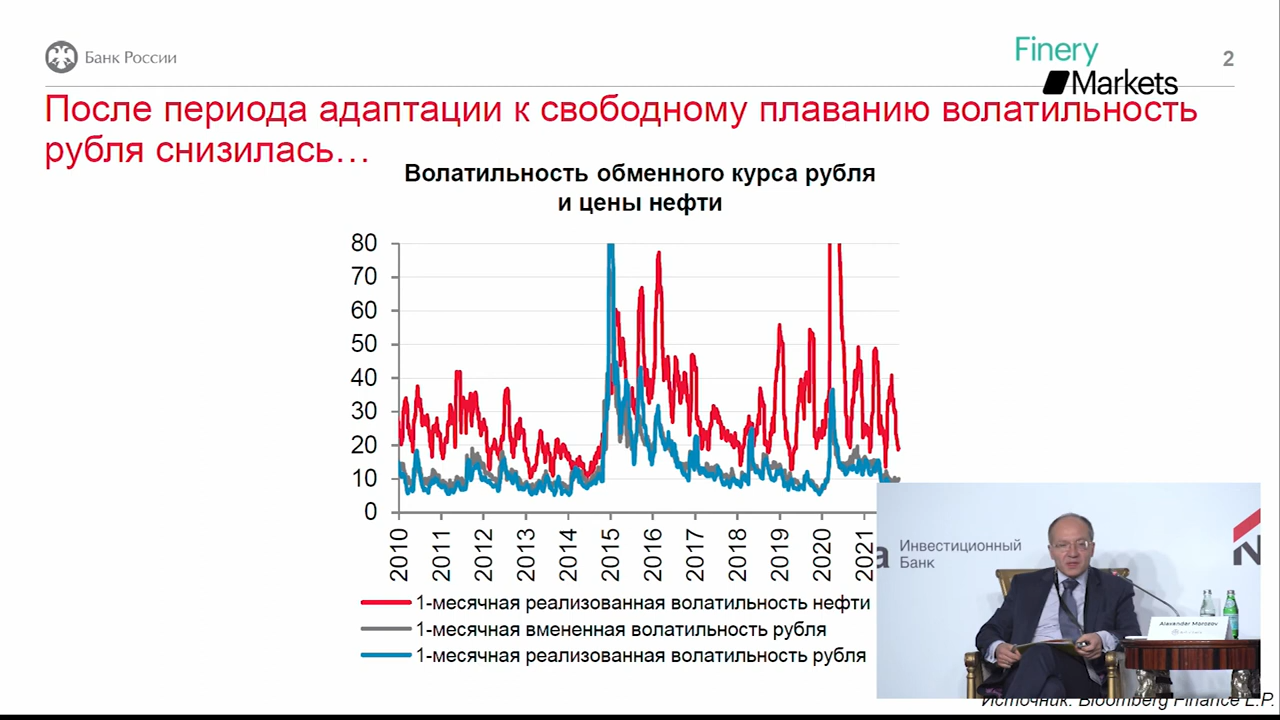 Банк России
Finery
Markets
2
После периода адаптации к свободному плаванию волатильность
рубля снизилась…
Волатильность обменного курса рубля
и цены нефти
80
70
60
50
40
30
20
10
0
2010
2011
2012
2013
2014
2015
2016
2017
2018
2019
2020
2021
1-месячная реализованная волатильность нефти
1-месячная вмененная волатильность рубля
1-месячная реализованная волатильность рубля
а Инвестиционный
Банк
N
Alexander Morozov
Источник: Bloomberg Finance L.P.